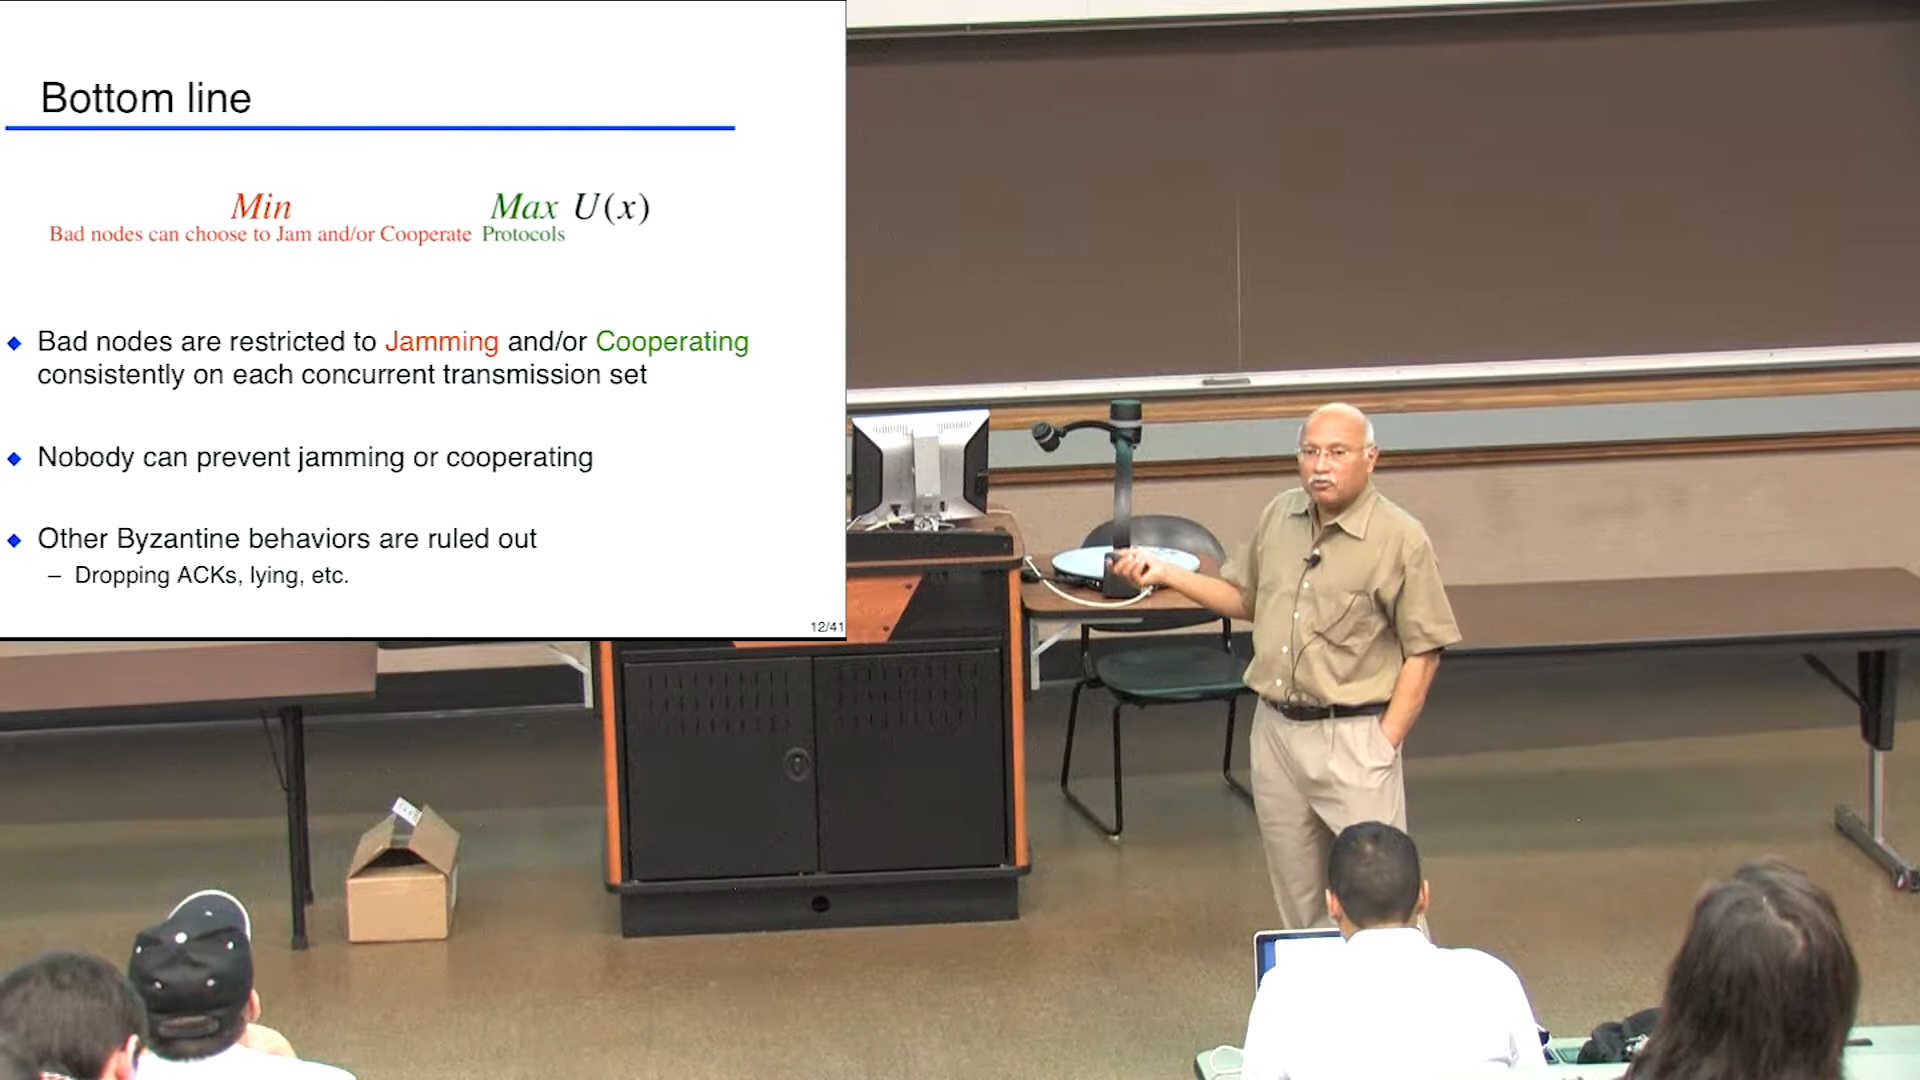 Bottom line
Min Max U(x)
Bad nodes can choose to Jam and/or Cooperate Protocols
◆ Bad nodes are restricted to Jamming and/or Cooperating
consistently on each concurrent transmission set
◆ Nobody can prevent jamming or cooperating
◆ Other Byzantine behaviors are ruled out
– Dropping ACKs, lying, etc.
12/41